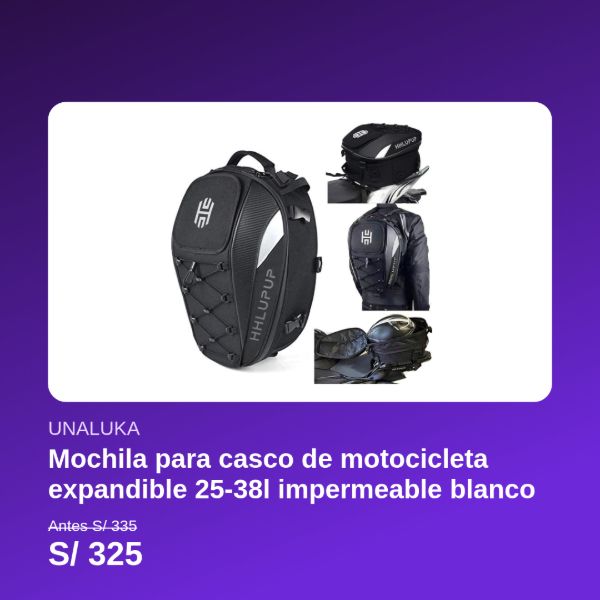 HHLUPUP
HHLUPUP
UNALUKA
Mochila para casco de motocicleta
expandible 25-38l impermeable blanco
Antes S/ 335
S/ 325